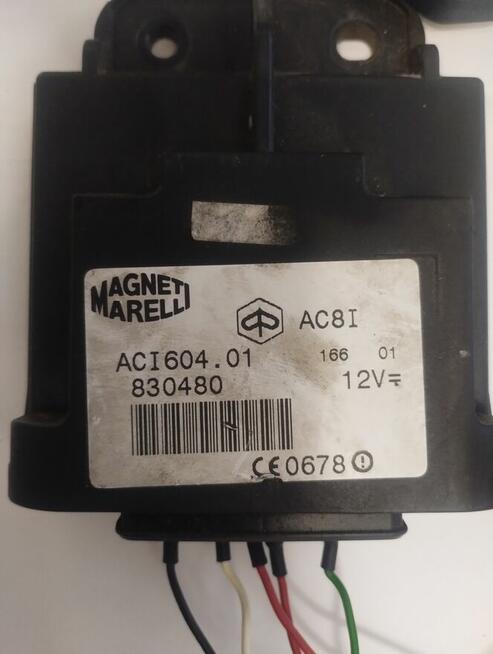 MAGNETI
MARELLI
AC8I
ACI604.01
166 01
830480
12V
CE0678